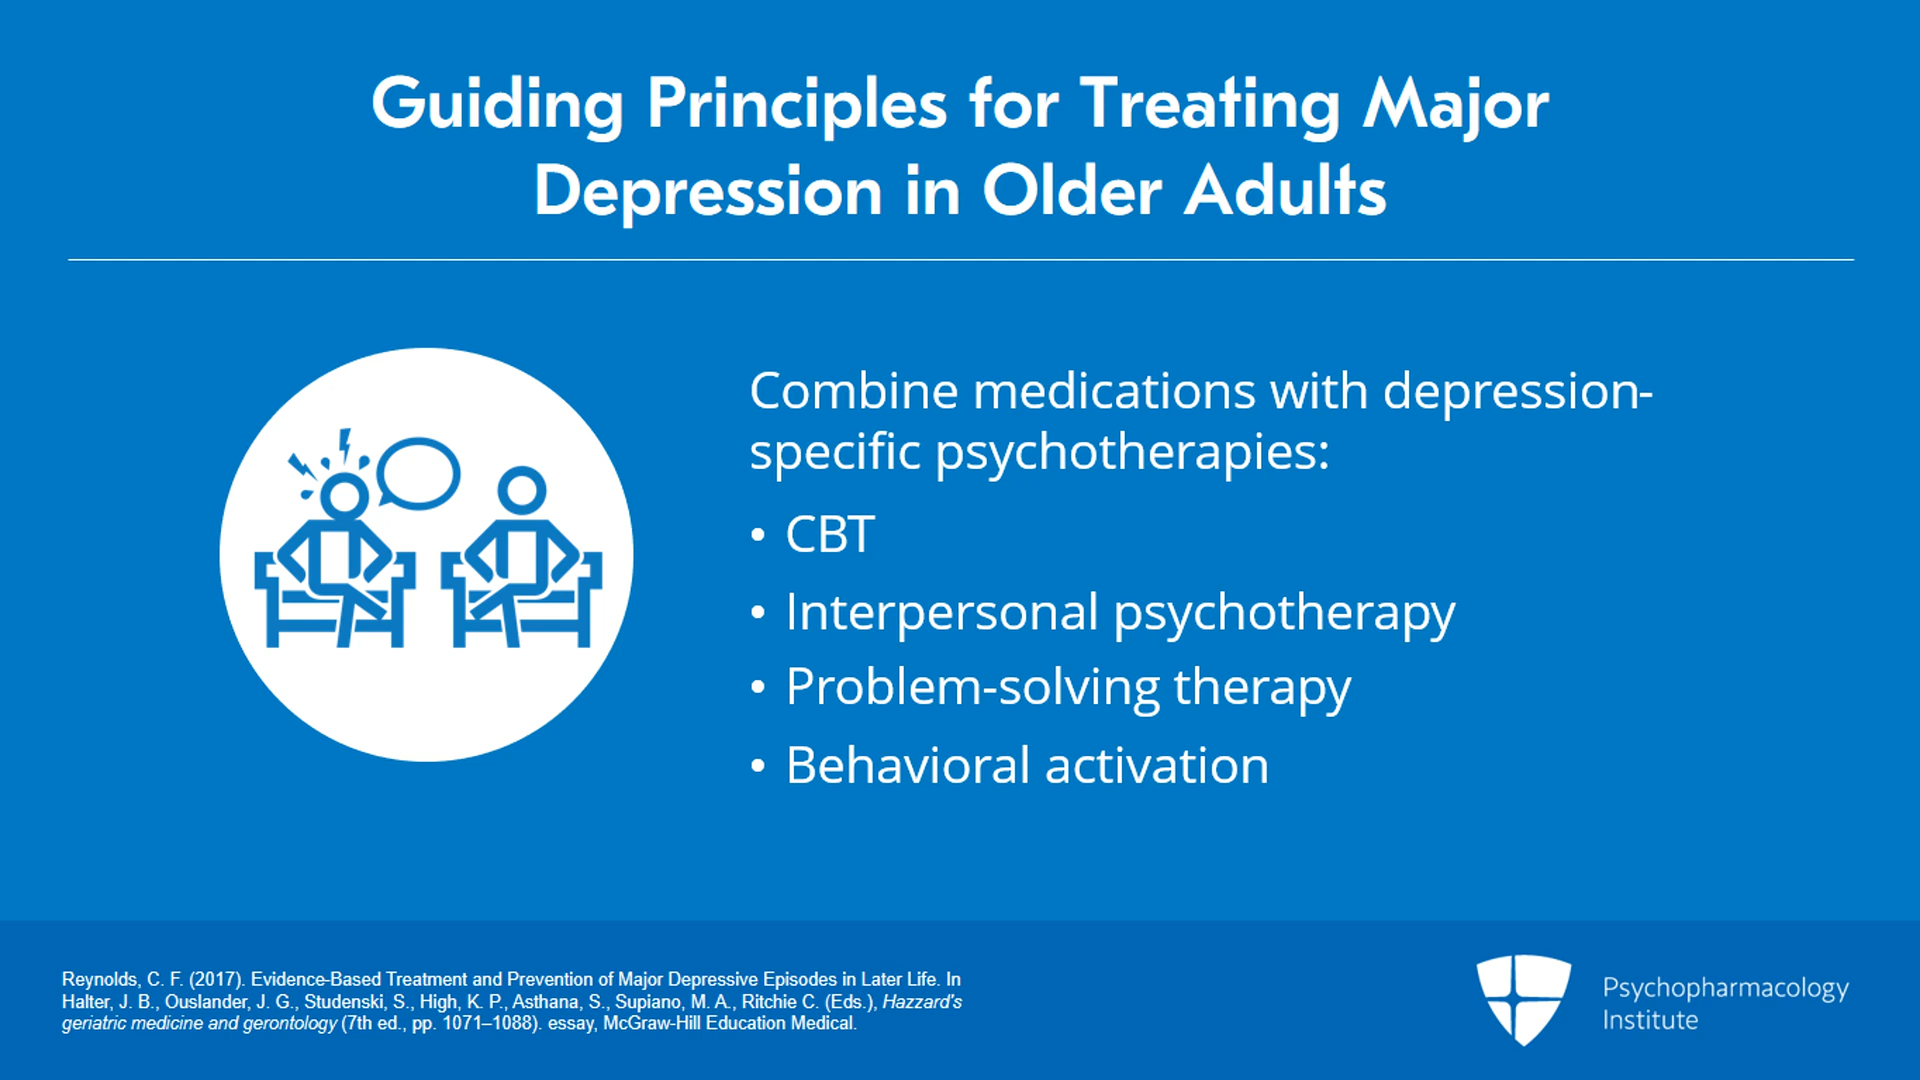 Guiding Principles for Treating Major
Depression in Older Adults
Combine medications with depression-
specific psychotherapies:
• CBT
• Interpersonal psychotherapy
• Problem-solving therapy
• Behavioral activation
Reynolds, C. F. (2017). Evidence-Based Treatment and Prevention of Major Depressive Episodes in Later Life. In
Halter, J. B., Ouslander, J. G., Studenski, S., High, K. P., Asthana, S., Supiano, M. A., Ritchie C. (Eds.), Hazzard's
geriatric medicine and gerontology (7th ed., pp. 1071–1088). essay, McGraw-Hill Education Medical.
Psychopharmacology
Institute